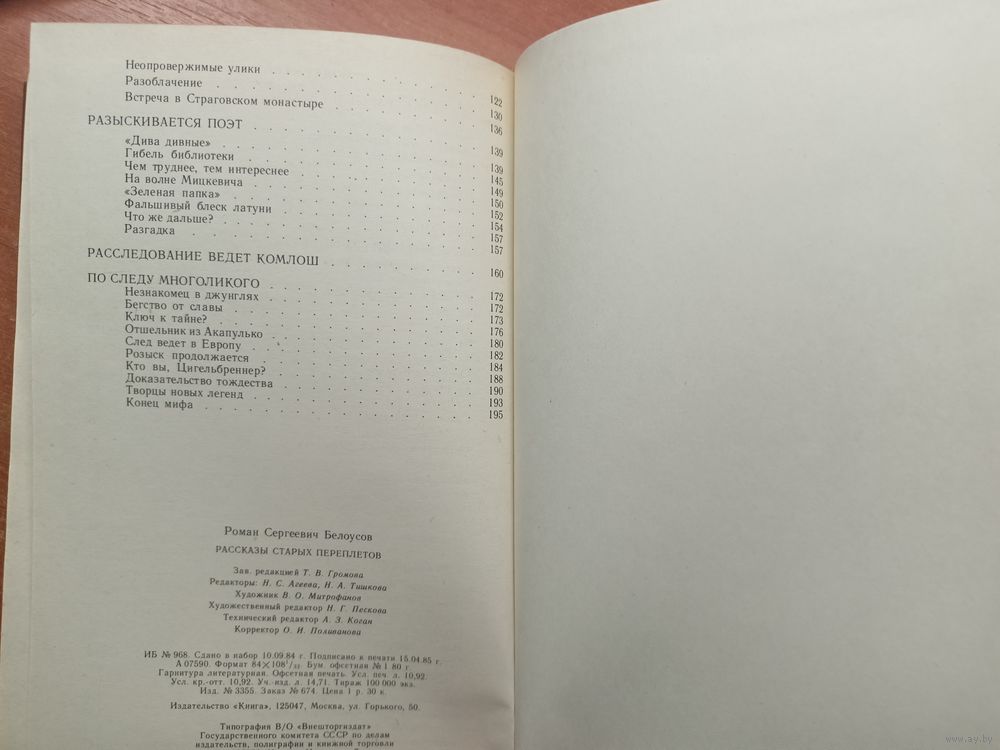 Неопровержимые улики . . . . . . . . . 122
Разоблачение . . . . . . . . . 130
Встреча в Страговском монастыре . . . . . . 136
РАЗЫСКИВАЕТСЯ ПОЭТ . . . . . . . . . 139
«Дива дивные» . . . . . . . . . 139
Гибель библиотеки . . . . . . . . . 145
Чем труднее, тем интереснее . . . . . . . 149
На волне Мицкевича . . . . . . . . . 150
«Зеленая папка» . . . . . . . . . 152
Фальшивый блеск латуни . . . . . . . . 154
Что же дальше? . . . . . . . . . 157
Разгадка . . . . . . . . . 157
РАССЛЕДОВАНИЕ ВЕДЕТ КОМЛОШ . . . . . . 160
ПО СЛЕДУ МНОГОЛИКОГО . . . . . . . . 172
Незнакомец в джунглях . . . . . . . . 172
Бегство от славы . . . . . . . . . 173
Ключ к тайне? . . . . . . . . . 176
Отшельник из Акапулько . . . . . . . . 180
След ведет в Европу . . . . . . . . . 182
Розыск продолжается . . . . . . . . . 184
Кто вы, Цигельбреннер? . . . . . . . . 188
Доказательство тождества . . . . . . . . 190
Творцы новых легенд . . . . . . . . . 193
Конец мифа . . . . . . . . . 195
Роман Сергеевич Белоусов
РАССКАЗЫ СТАРЫХ ПЕРЕПЛЕТОВ
Зав. редакцией Т. В. Громова
Редакторы: Н. С. Агеева, Н. А. Тишкова
Художник В. О. Митрофанов
Художественный редактор Н. Г. Пескова
Технический редактор А. З. Коган
Корректор О. И. Поливанова
ИБ № 968. Сдано в набор 10.09.84 г. Подписано к печати 15.04.85 г.
А 07590. Формат 84×108¹/₃₂ Бум. офсетная № 1 80 г.
Гарнитура литературная. Офсетная печать. Усл. печ. л. 10,92.
Усл. кр.-отт. 10,92. Уч.-изд. л. 14,71. Тираж 100 000 экз.
Изд. № 3355. Заказ № 674. Цена 1 р. 30 к.
Издательство «Книга», 125047, Москва, ул. Горького, 50.
Типография В/О «Внешторгиздат»
Государственного комитета СССР по делам
издательств, полиграфии и книжной торговли
www.ay.by